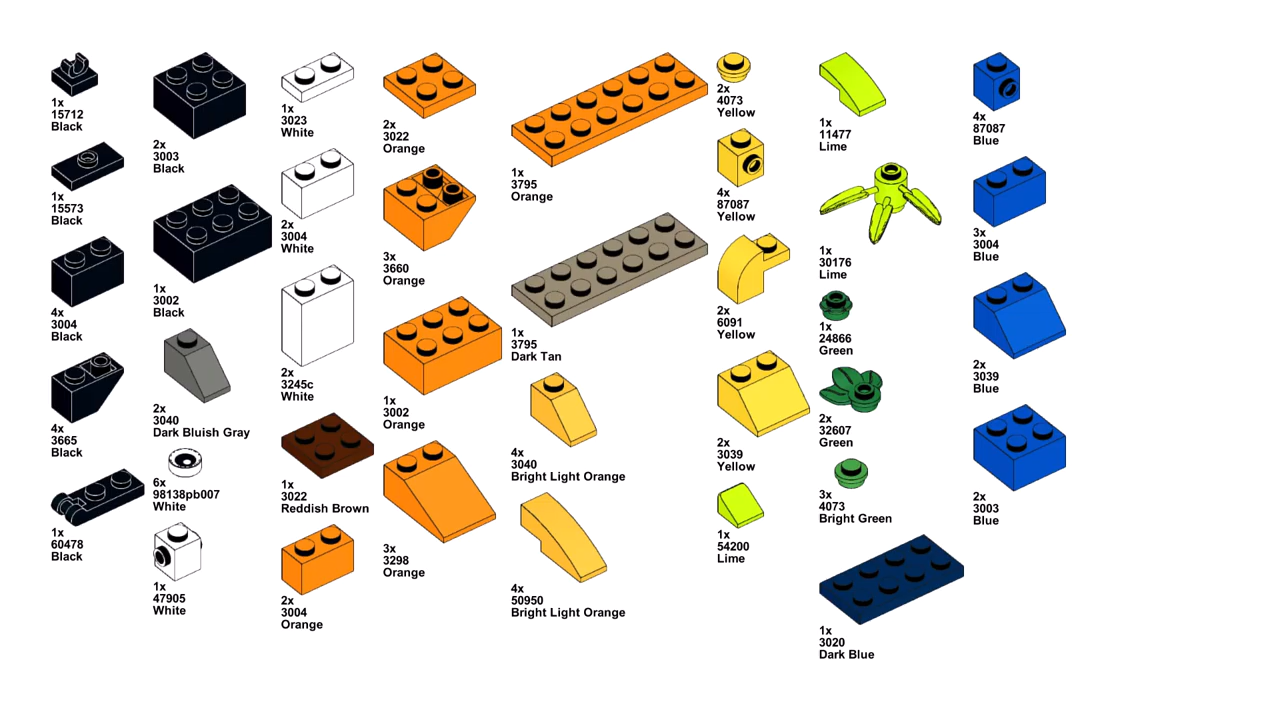 1x
15712
Black
1x
15573
Black
4x
3004
Black
4x
3665
Black
1x
60478
Black
2x
3003
Black
1x
3002
Black
2x
3040
Dark Bluish Gray
6x
98138pb007
White
1x
47905
White
1x
3023
White
2x
3004
White
2x
3245c
White
1x
3022
Reddish Brown
2x
3004
Orange
2x
3022
Orange
3x
3660
Orange
1x
3002
Orange
3x
3298
Orange
1x
3795
Orange
1x
3795
Dark Tan
4x
3040
Bright Light Orange
4x
50950
Bright Light Orange
2x
4073
Yellow
4x
87087
Yellow
2x
6091
Yellow
2x
3039
Yellow
1x
54200
Lime
1x
11477
Lime
1x
30176
Lime
1x
24866
Green
2x
32607
Green
3x
4073
Bright Green
1x
3020
Dark Blue
4x
87087
Blue
3x
3004
Blue
2x
3039
Blue
2x
3003
Blue